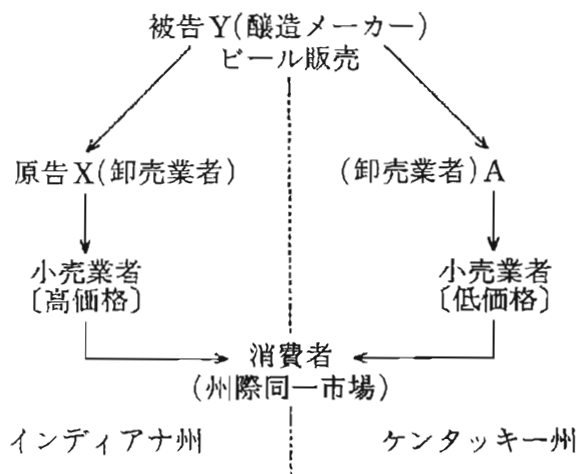 被告Y(醸造メーカー)
ビール販売
原告X(卸売業者)
(卸売業者)A
小売業者
〔高価格〕
小売業者
〔低価格〕
消費者
(州際同一市場)
インディアナ州
ケンタッキー州